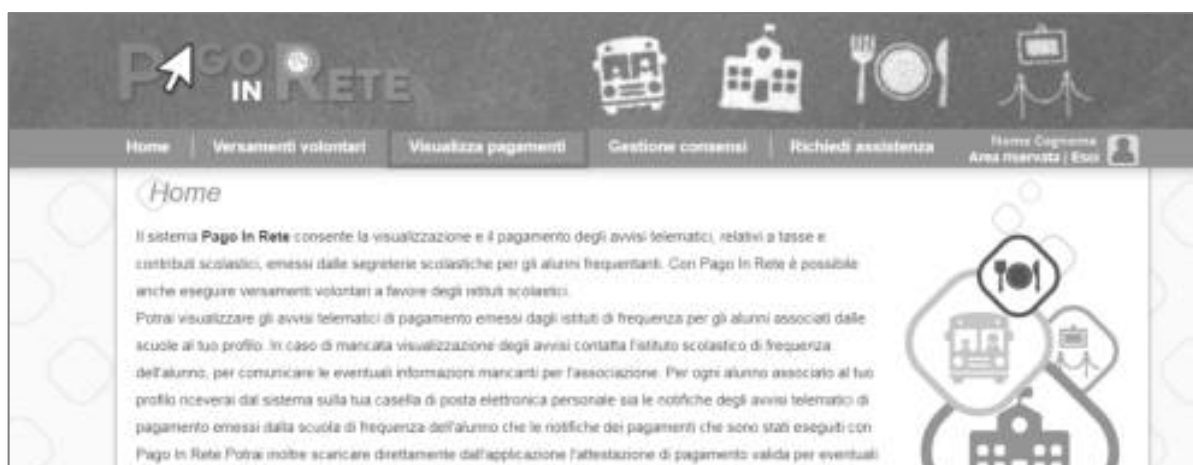 PAGO IN RETE
Home Versamenti volontari Visualizza pagamenti Gestione consensi Richiedi assistenza
Nome Cognome
Area riservata | Esci
Home
Il sistema Pago In Rete consente la visualizzazione e il pagamento degli avvisi telematici, relativi a tasse e
contributi scolastici, emessi dalle segreterie scolastiche per gli alunni frequentanti. Con Pago In Rete è possibile
anche eseguire versamenti volontari a favore degli istituti scolastici.
Potrai visualizzare gli avvisi telematici di pagamento emessi dagli istituti di frequenza per gli alunni associati dalle
scuole al tuo profilo. In caso di mancata visualizzazione degli avvisi contatta l'istituto scolastico di frequenza
dell'alunno, per comunicare le eventuali informazioni mancanti per l'associazione. Per ogni alunno associato al tuo
profilo riceverai dal sistema sulla tua casella di posta elettronica personale sia le notifiche degli avvisi telematici di
pagamento emessi dalla scuola di frequenza dell'alunno che le notifiche dei pagamenti che sono stati eseguiti con
Pago In Rete Potrai inoltre scaricare direttamente dall'applicazione l'attestazione di pagamento valida per eventuali